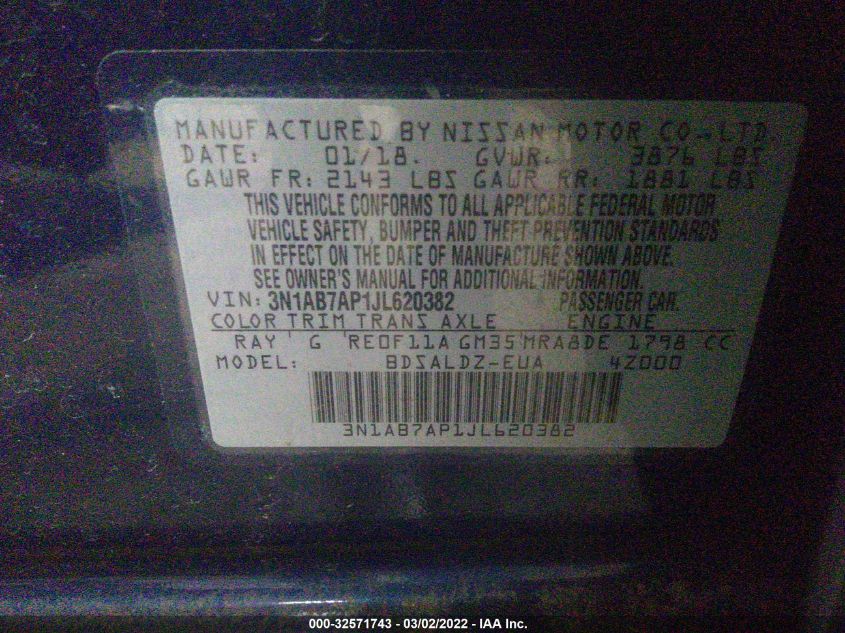 MANUFACTURED BY NISSAN MOTOR CO., LTD.
DATE: 01/18. GVWR: 3876 LBS
GAWR FR: 2143 LBS GAWR RR: 1881 LBS
THIS VEHICLE CONFORMS TO ALL APPLICABLE FEDERAL MOTOR
VEHICLE SAFETY, BUMPER AND THEFT PREVENTION STANDARDS
IN EFFECT ON THE DATE OF MANUFACTURE SHOWN ABOVE.
SEE OWNER'S MANUAL FOR ADDITIONAL INFORMATION.
VIN: 3N1AB7AP1JL620382 PASSENGER CAR.
COLOR TRIM TRANS AXLE ENGINE
RAY G RE0F11A GM35 MRA8DE 1798 CC
MODEL: BDSALDZ-EUA 4Z000
3N1AB7AP1JL620382
000-32571743 - 03/02/2022 - IAA Inc.